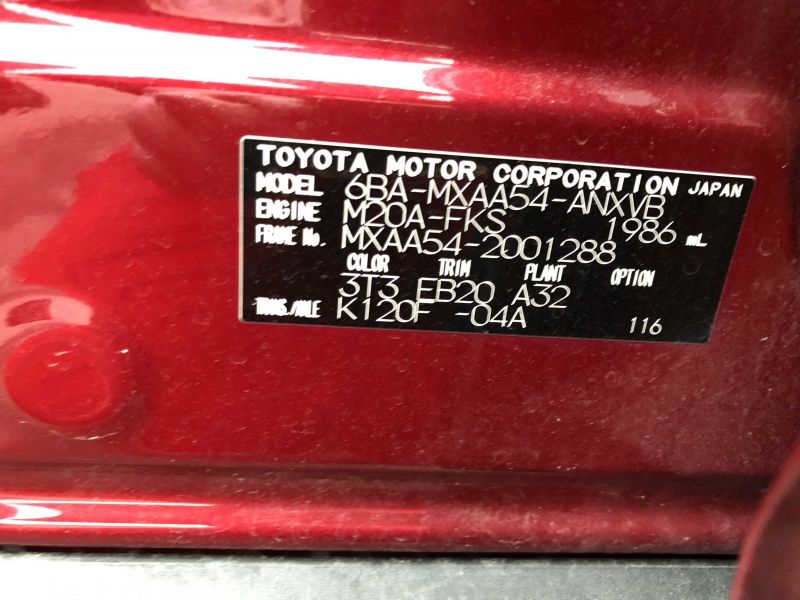 TOYOTA MOTOR CORPORATION JAPAN
MODEL 6BA-MXAA54-ANXVB
ENGINE M20A-FKS 1986 mL
FRAME No. MXAA54-2001288
COLOR TRIM PLANT OPTION
3T3 EB20 A32
TRANS./AXLE K120F -04A 116